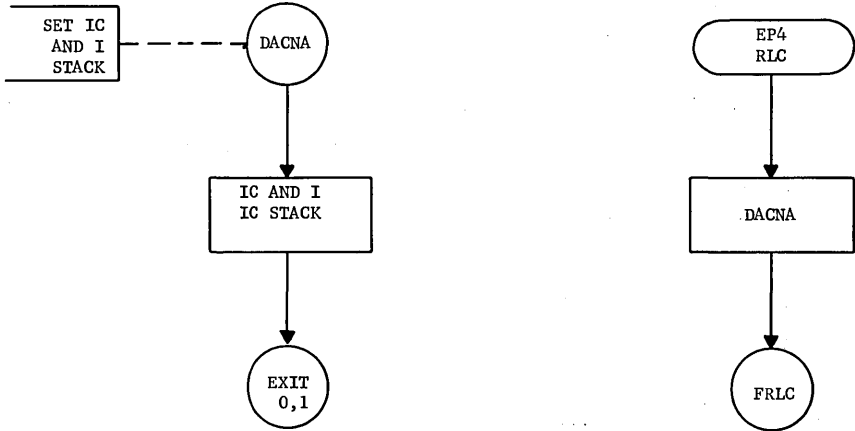 SET IC
AND I
STACK
DACNA
IC AND I
IC STACK
EXIT
0,1
EP4
RLC
DACNA
FRLC